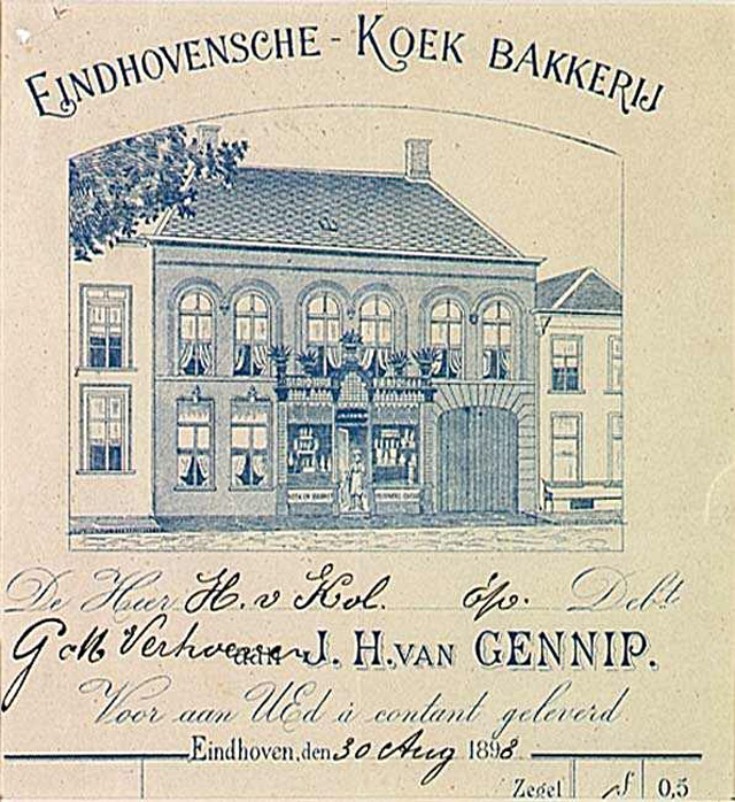 EINDHOVENSCHE - KOEK BAKKERIJ
De Heer H. v Kol. op. Debt
G & M Verhoeven aan J. H. VAN GENNIP.
Voor aan UEd à contant geleverd.
Eindhoven, den 30 Aug 1898
Zegel f 0,5